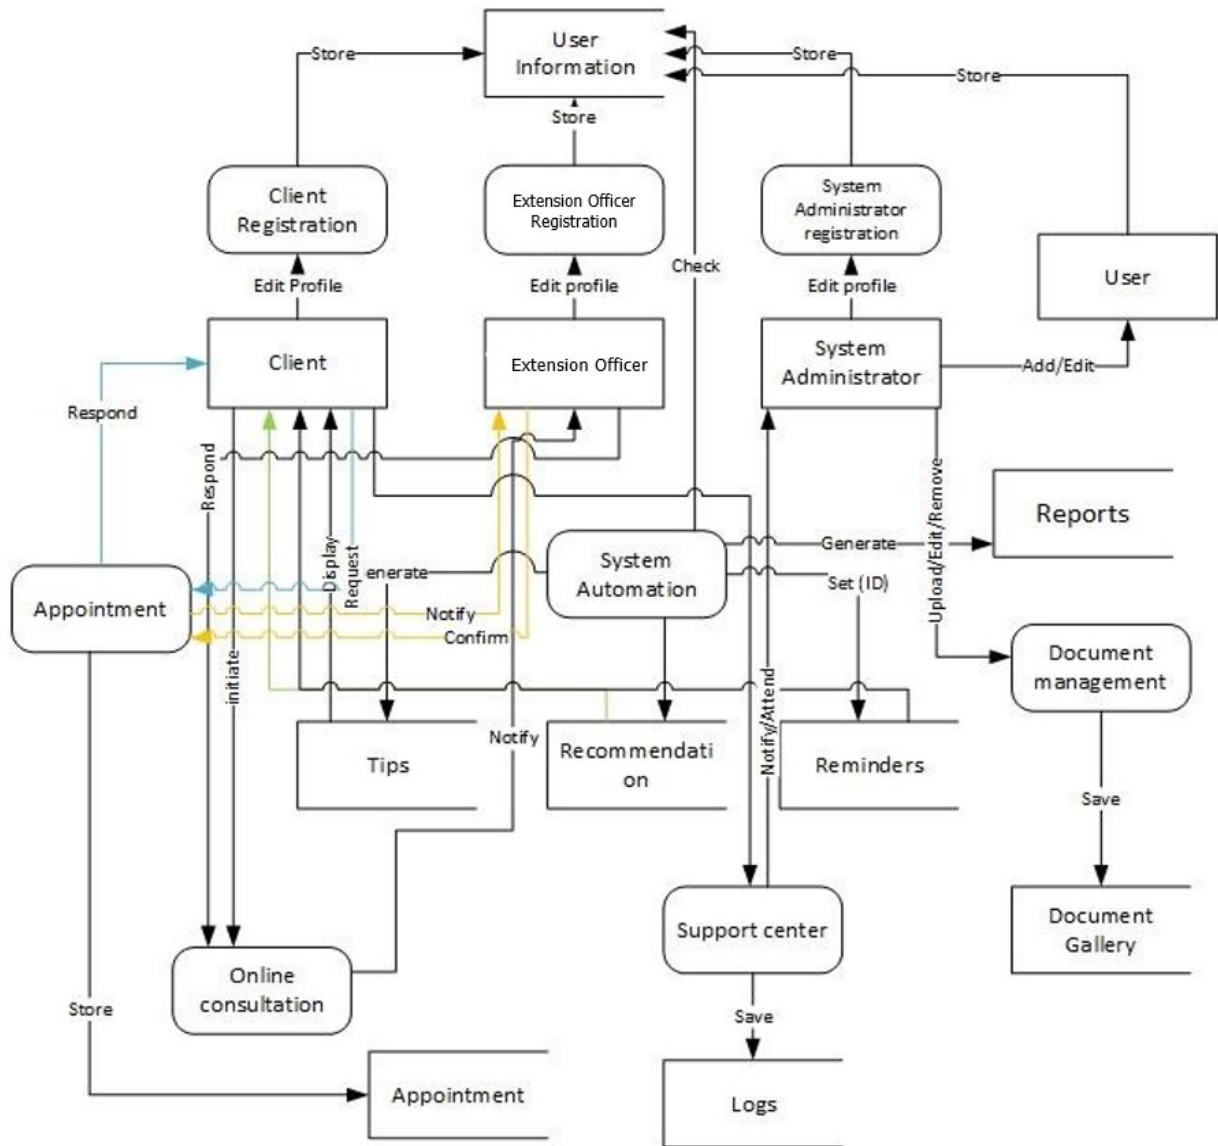 User
Information
Store
Store
Store
Store
Client
Registration
Extension Officer
Registration
System
Administrator
registration
Check
User
Edit Profile
Edit profile
Edit profile
Client
Extension Officer
System
Administrator
Add/Edit
Respond
Respond
Upload/Edit/Remove
Reports
Generate
System
Automation
Display
Request
enerate
Set (ID)
Appointment
Notify
Confirm
initiate
Document
management
Notify/Attend
Notify
Tips
Recommendati
on
Reminders
Save
Support center
Document
Gallery
Online
consultation
Store
Save
Appointment
Logs